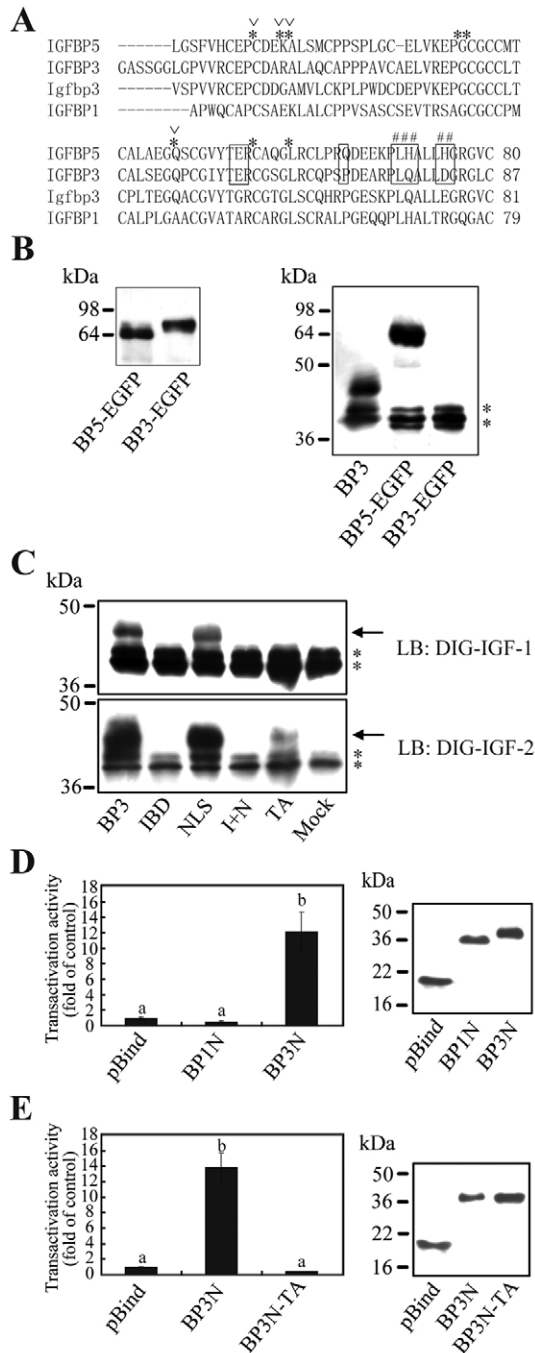 A
IGFBP5 ------LGSFVHCEPCDEKALSMCPPSPLGC-ELVKEPGCGCCMT
IGFBP3 GASSGGLGPVVRCEPCDARALAQCAPPPAVCAELVREPGCGCCLT
Igfbp3 ------VSPVVRCEPCDDGAMVLCKPLPWDCDEPVKEPGCGCCLT
IGFBP1 --------APWQCAPCSAEKLALCPPVSASCSEVTRSAGCGCCPM
IGFBP5 CALAEGQSCGVYTERCAQGLRCLPRQDEEKPLHALLHGRGVC 80
IGFBP3 CALSEGQPCGIYTERCGSGLRCQPSPDEARPLQALLDGRGLC 87
Igfbp3 CPLTEGQACGVYTGRCGTGLSCQHRPGESKPLQALLEGRGVC 81
IGFBP1 CALPLGAACGVATARCARGLSCRALPGEQQPLHALTRGQGAC 79
B
kDa
98
64
BP5-EGFP
BP3-EGFP
kDa
98
64
50
36
*
*
BP3
BP5-EGFP
BP3-EGFP
C
kDa
50
36
*
*
LB: DIG-IGF-1
50
36
*
*
LB: DIG-IGF-2
BP3
IBD
NLS
I+N
TA
Mock
D
Transactivation activity
(fold of control)
18
16
14
12
10
8
6
4
2
0
a
a
b
pBind
BP1N
BP3N
kDa
50
36
22
16
pBind
BP1N
BP3N
E
Transactivation activity
(fold of control)
18
16
14
12
10
8
6
4
2
0
a
b
a
pBind
BP3N
BP3N-TA
kDa
50
36
22
16
pBind
BP3N
BP3N-TA